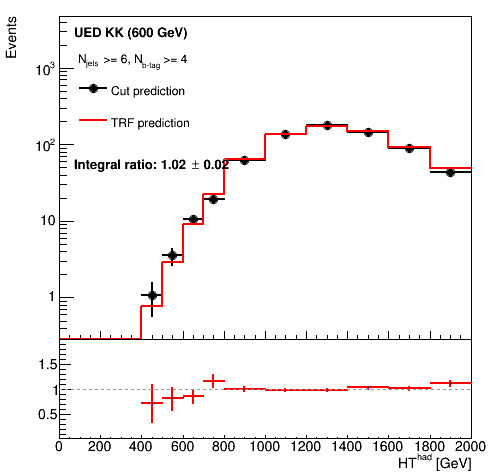 Events
UED KK (600 GeV)
N_jets >= 6, N_b-tag >= 4
Cut prediction
TRF prediction
Integral ratio: 1.02 ± 0.02
10^3
10^2
10
1
1.5
1
0.5
0 200 400 600 800 1000 1200 1400 1600 1800 2000
HT^had [GeV]